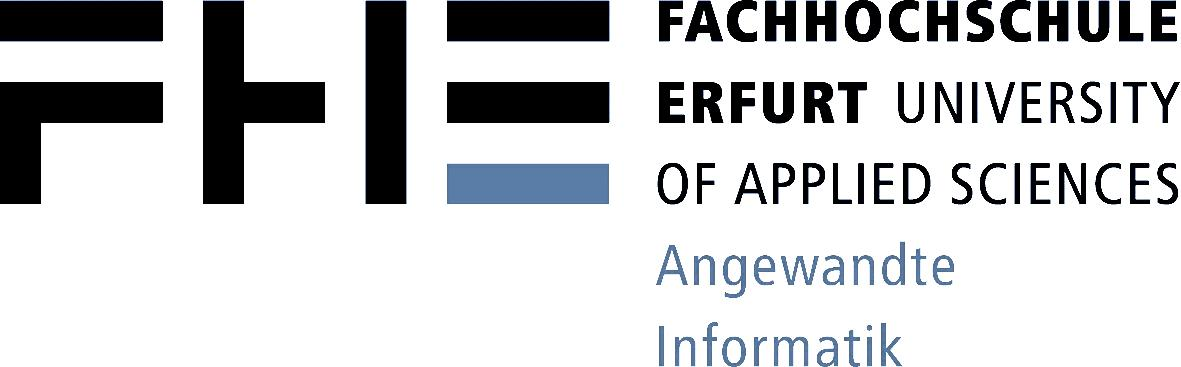 FHE
FACHHOCHSCHULE
ERFURT UNIVERSITY
OF APPLIED SCIENCES
Angewandte
Informatik